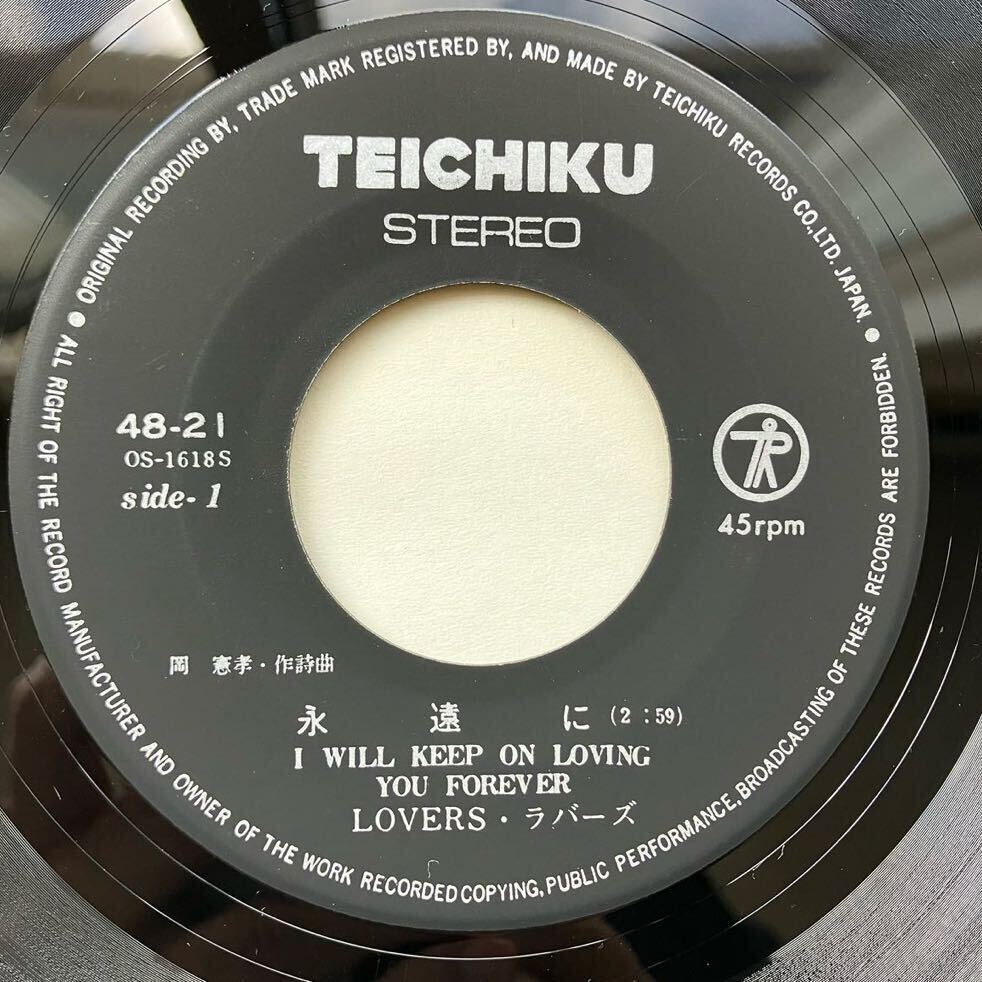 ● ORIGINAL RECORDING BY, TRADE MARK REGISTERED BY, AND MADE BY TEICHIKU RECORDS CO.,LTD. JAPAN. ●
TEICHIKU
STEREO
48-21
OS-1618S
side-1
45rpm
岡 憲孝・作詩曲
永遠に (2:59)
I WILL KEEP ON LOVING
YOU FOREVER
LOVERS・ラバーズ
ALL RIGHT OF THE RECORD MANUFACTURER AND OWNER OF THE WORK RECORDED COPYING, PUBLIC PERFORMANCE, BROADCASTING OF THESE RECORDS ARE FORBIDDEN.